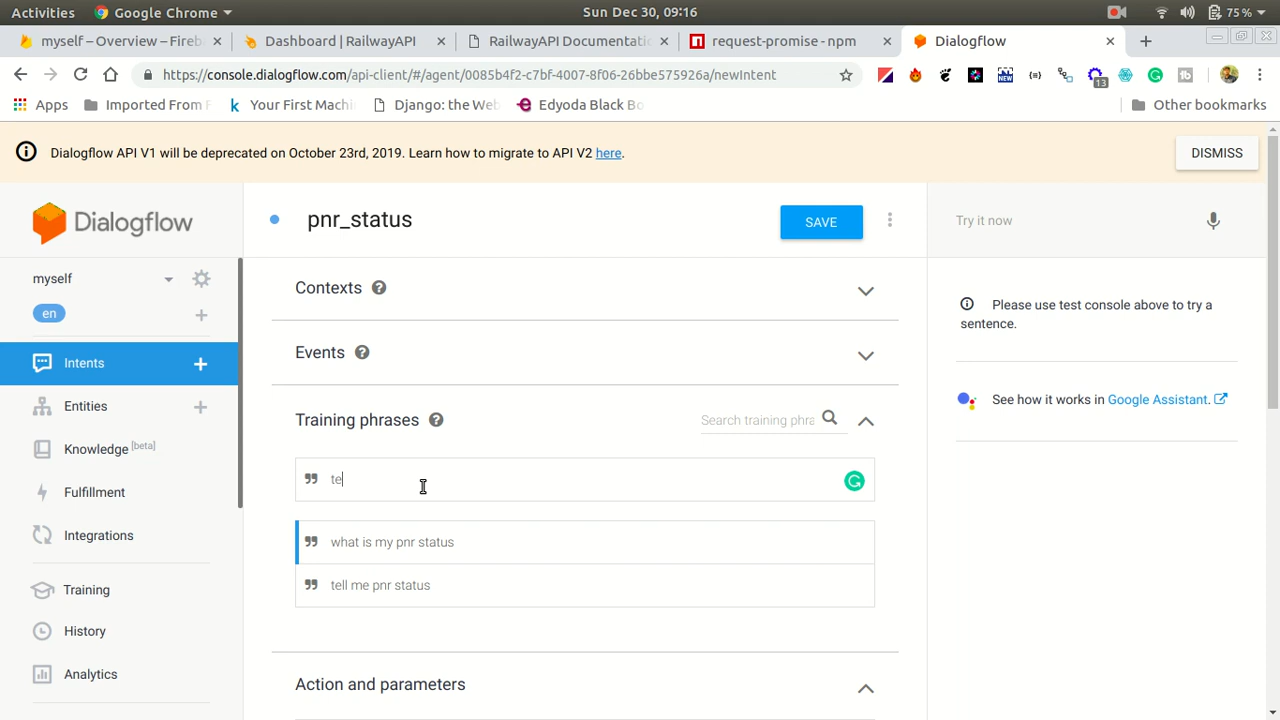 Activities Google Chrome Sun Dec 30, 09:16 75%
myself – Overview – Fireb Dashboard | RailwayAPI RailwayAPI Documentatio request-promise - npm Dialogflow
https://console.dialogflow.com/api-client/#/agent/0085b4f2-c7bf-4007-8f06-26bbe575926a/newIntent
NEW
13
Apps Imported From F Your First Machi Django: the Web Edyoda Black Bo Other bookmarks
Dialogflow API V1 will be deprecated on October 23rd, 2019. Learn how to migrate to API V2 here. DISMISS
Dialogflow
pnr_status
SAVE
Try it now
myself
en
Contexts
Please use test console above to try a
sentence.
Intents
Events
Entities
See how it works in Google Assistant.
Training phrases
Search training phra
Knowledge [beta]
te
Fulfillment
Integrations
what is my pnr status
tell me pnr status
Training
History
Analytics
Action and parameters